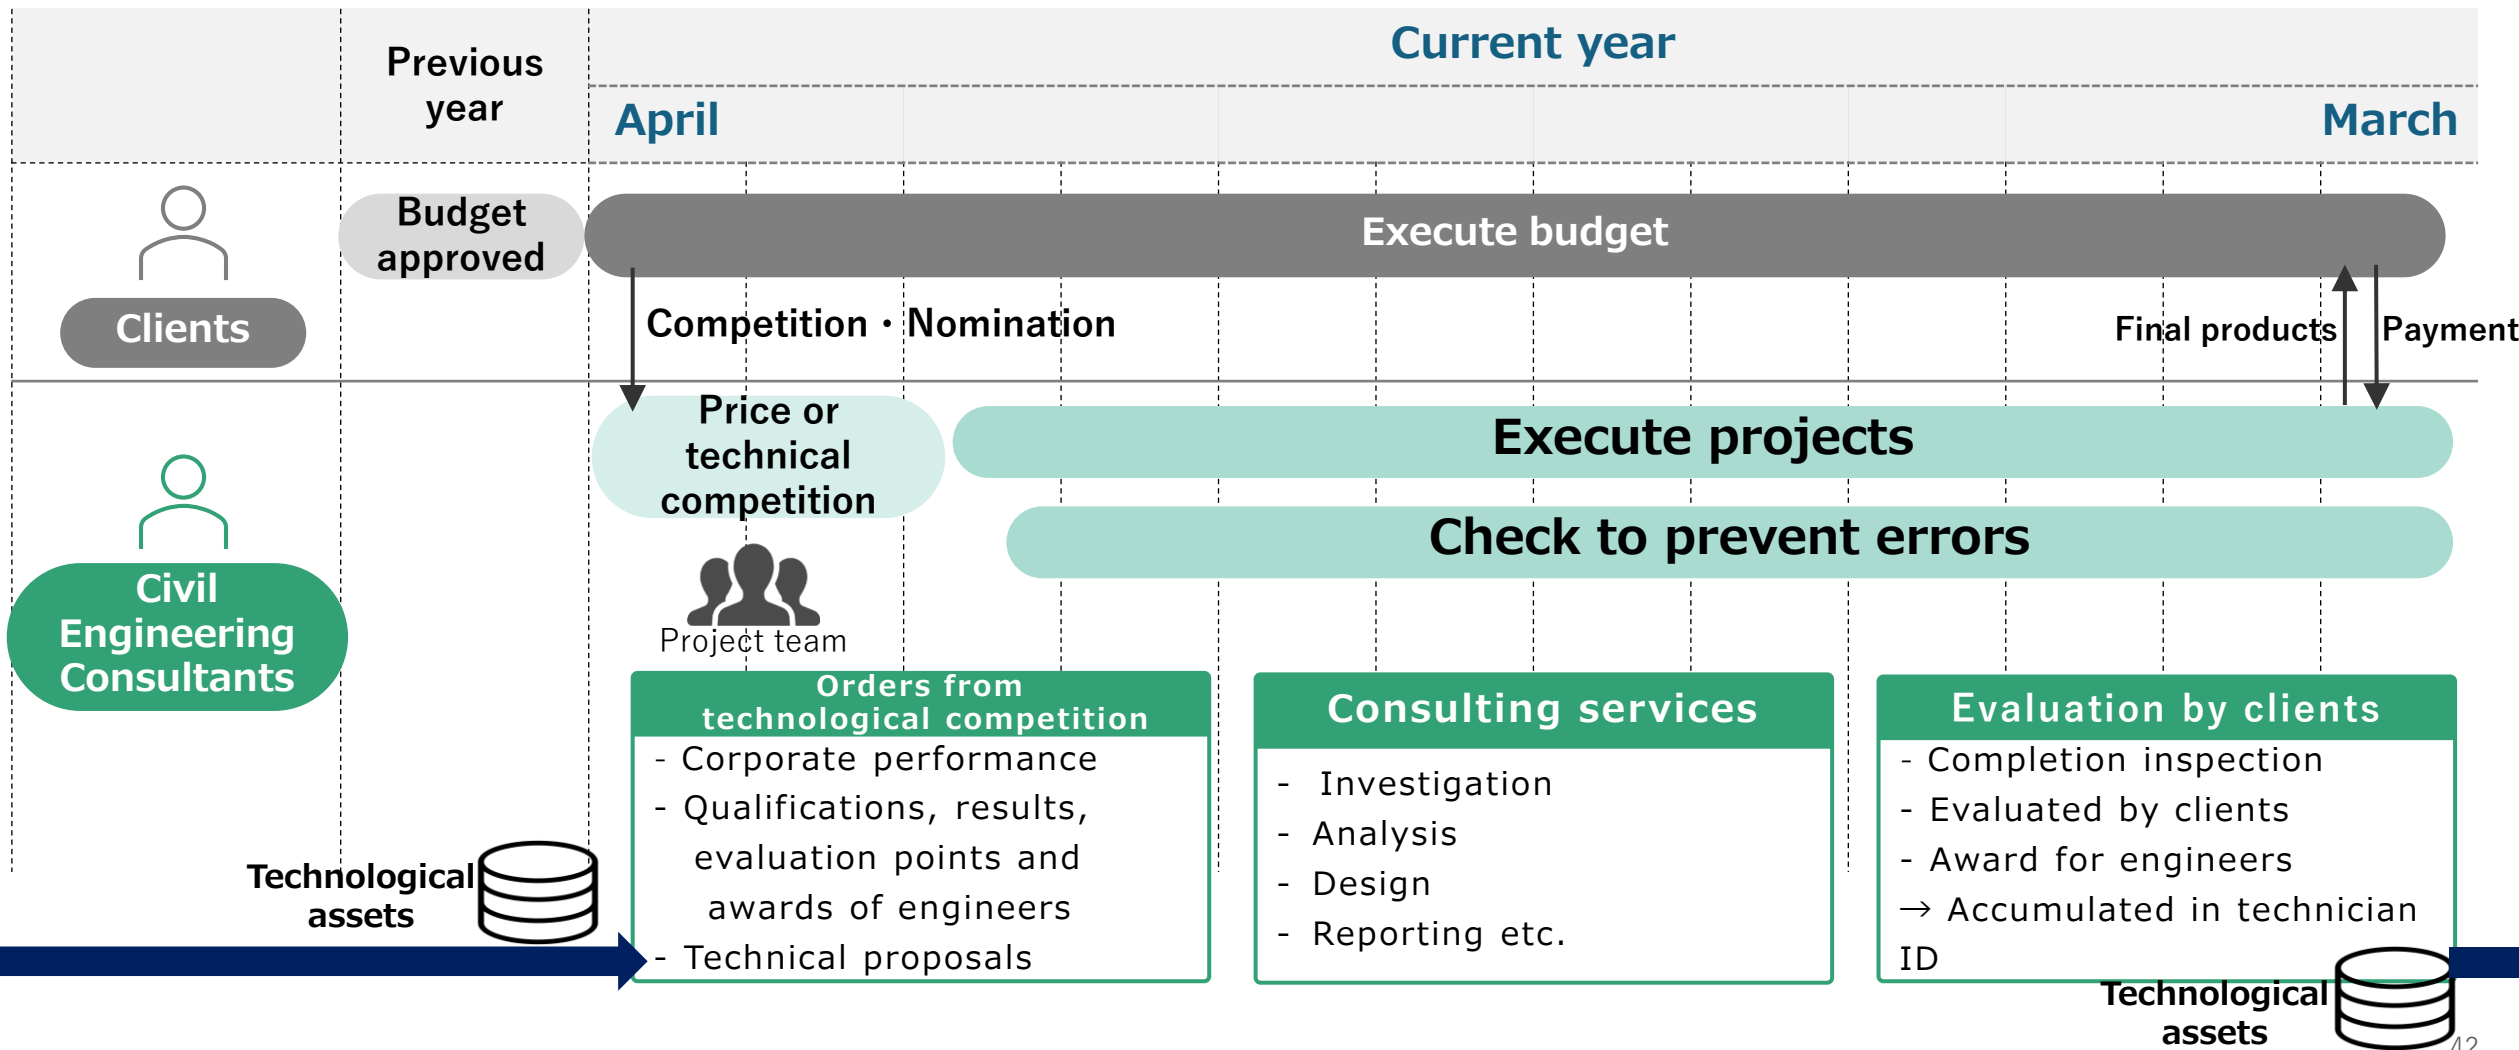 Previous
year
Current year
April
March
Clients
Budget
approved
Execute budget
Competition・Nomination
Final products
Payment
Civil
Engineering
Consultants
Price or
technical
competition
Execute projects
Check to prevent errors
Project team
Orders from
technological competition
- Corporate performance
- Qualifications, results,
evaluation points and
awards of engineers
- Technical proposals
Consulting services
- Investigation
- Analysis
- Design
- Reporting etc.
Evaluation by clients
- Completion inspection
- Evaluated by clients
- Award for engineers
→ Accumulated in technician
ID
Technological
assets
Technological
assets
42